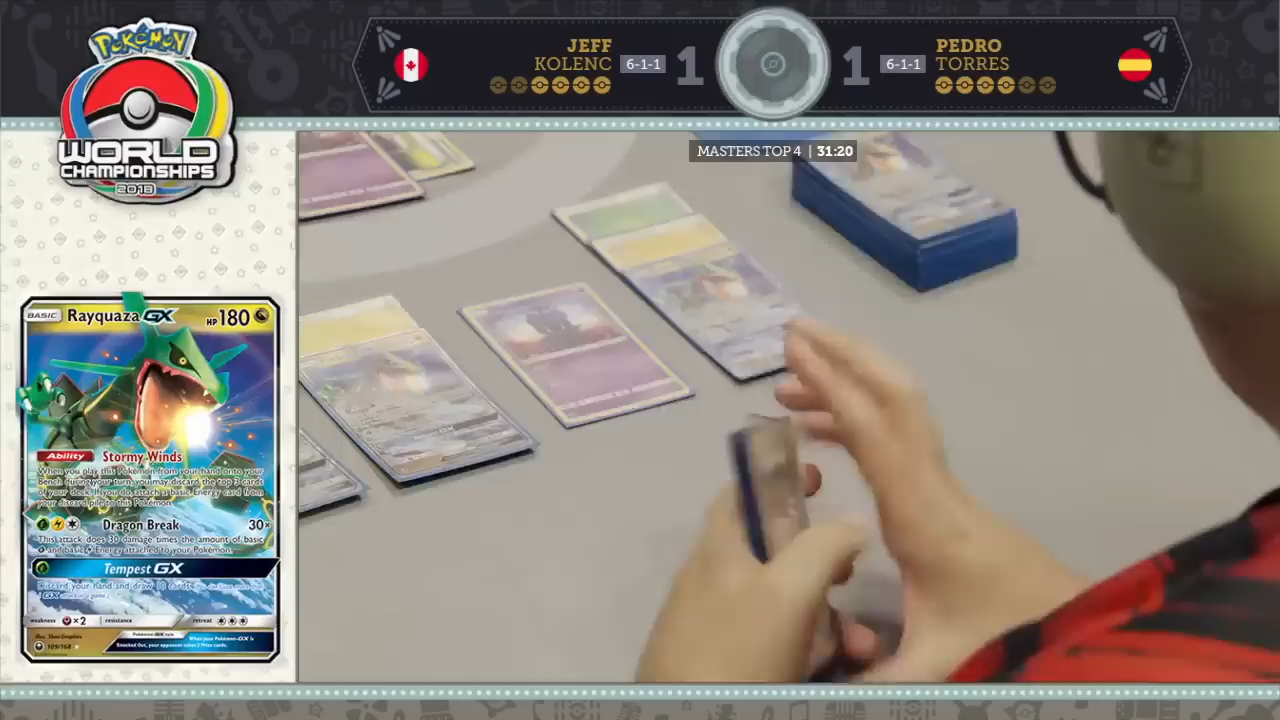 POKÉMON
WORLD
CHAMPIONSHIPS
2018
JEFF
KOLENC
6-1-1
1
1
6-1-1
PEDRO
TORRES
MASTERS TOP 4 | 31:20
BASIC Rayquaza GX HP180
Ability Stormy Winds
When you play this Pokémon from your hand onto your
Bench during your turn, you may discard the top 3 cards
of your deck. If you do, attach a basic Energy card from
your discard pile to this Pokémon.
Dragon Break 30×
This attack does 30 damage times the amount of basic
and basic Energy attached to your Pokémon.
Tempest GX
Discard your hand and draw 10 cards.
weakness ×2 resistance retreat
109/168